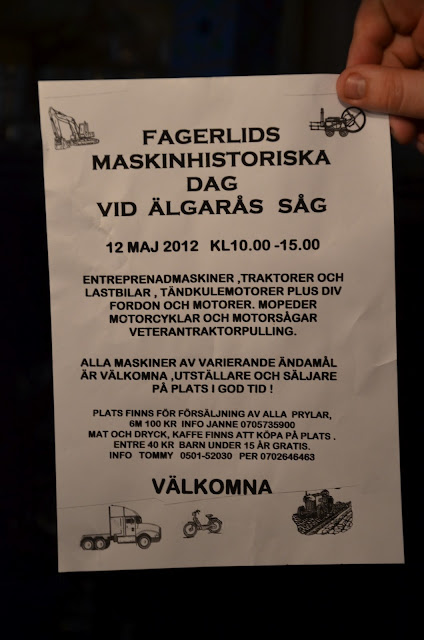 FAGERLIDS
MASKINHISTORISKA
DAG
VID ÄLGARÅS SÅG
12 MAJ 2012 KL10.00 -15.00
ENTREPRENADMASKINER ,TRAKTORER OCH
LASTBILAR , TÄNDKULEMOTORER PLUS DIV
FORDON OCH MOTORER. MOPEDER
MOTORCYKLAR OCH MOTORSÅGAR
VETERANTRAKTORPULLING.
ALLA MASKINER AV VARIERANDE ÄNDAMÅL
ÄR VÄLKOMNA ,UTSTÄLLARE OCH SÄLJARE
PÅ PLATS I GOD TID !
PLATS FINNS FÖR FÖRSÄLJNING AV ALLA PRYLAR,
6M 100 KR INFO JANNE 0705735900
MAT OCH DRYCK, KAFFE FINNS ATT KÖPA PÅ PLATS .
ENTRE 40 KR BARN UNDER 15 ÅR GRATIS.
INFO TOMMY 0501-52030 PER 0702646463
VÄLKOMNA